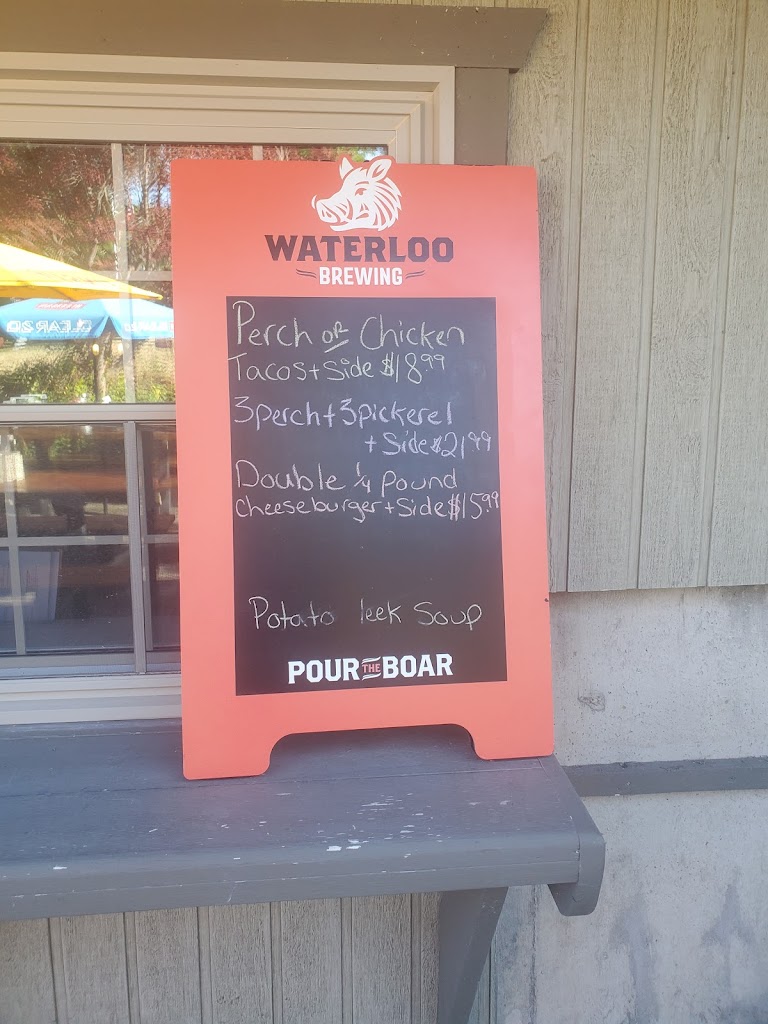 WATERLOO
BREWING
Perch or Chicken
Tacos + Side $18.99
3 perch + 3 pickerel
+ Side $21.99
Double 1/4 pound
cheeseburger + Side $15.99
Potato leek Soup
POUR THE BOAR